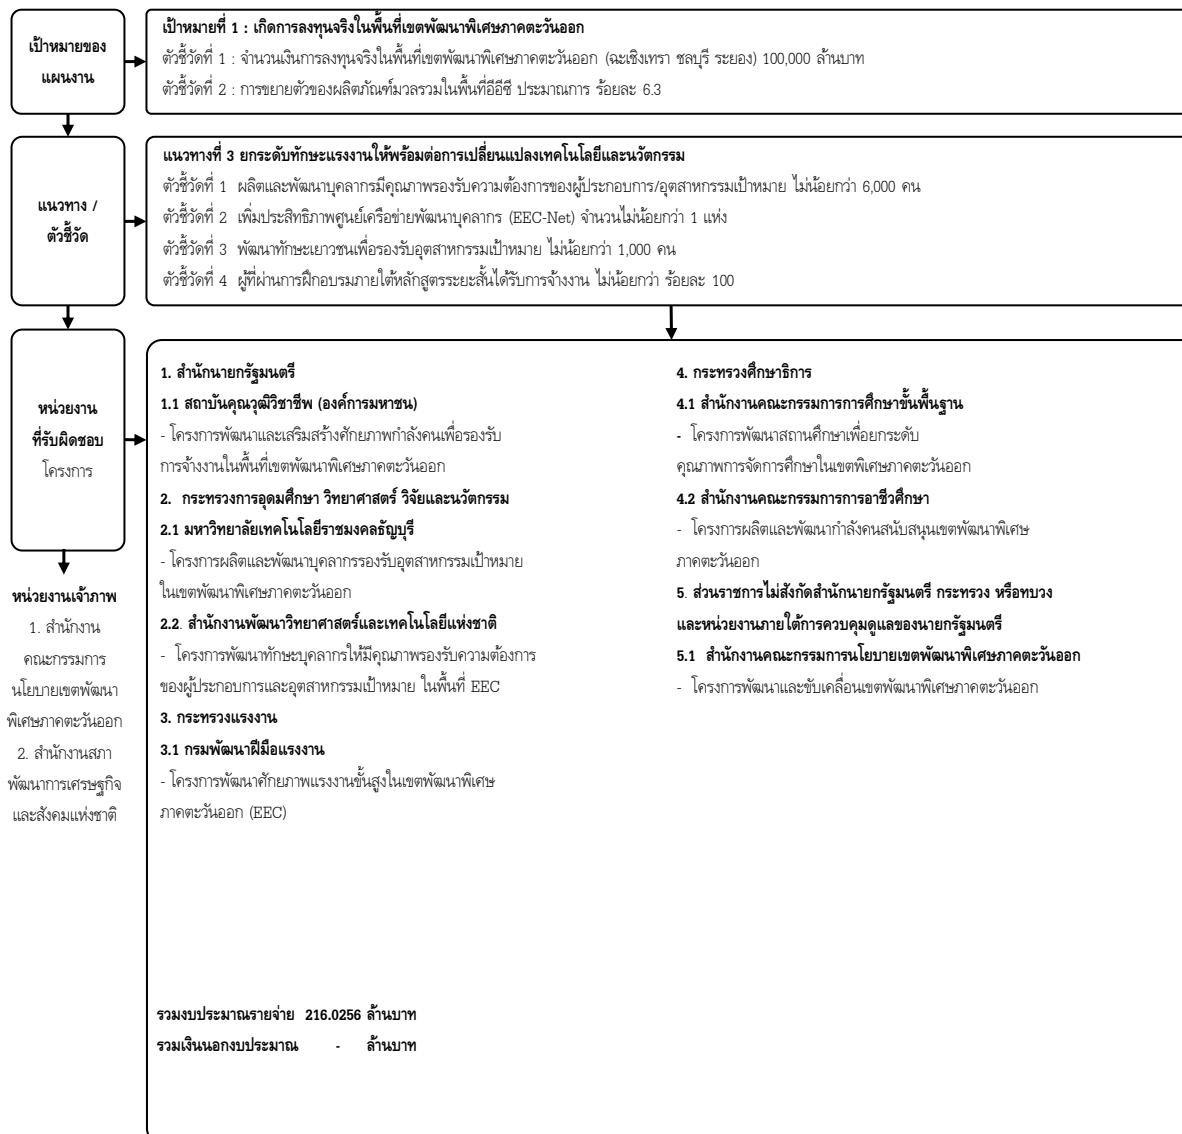 เป้าหมายของ
แผนงาน
เป้าหมายที่ 1 : เกิดการลงทุนจริงในพื้นที่เขตพัฒนาพิเศษภาคตะวันออก
ตัวชี้วัดที่ 1 : จำนวนเงินการลงทุนจริงในพื้นที่เขตพัฒนาพิเศษภาคตะวันออก (ฉะเชิงเทรา ชลบุรี ระยอง) 100,000 ล้านบาท
ตัวชี้วัดที่ 2 : การขยายตัวของผลิตภัณฑ์มวลรวมในพื้นที่อีอีซี ประมาณการ ร้อยละ 6.3
แนวทาง /
ตัวชี้วัด
แนวทางที่ 3 ยกระดับทักษะแรงงานให้พร้อมต่อการเปลี่ยนแปลงเทคโนโลยีและนวัตกรรม
ตัวชี้วัดที่ 1 ผลิตและพัฒนาบุคลากรมีคุณภาพรองรับความต้องการของผู้ประกอบการ/อุตสาหกรรมเป้าหมาย ไม่น้อยกว่า 6,000 คน
ตัวชี้วัดที่ 2 เพิ่มประสิทธิภาพศูนย์เครือข่ายพัฒนาบุคลากร (EEC-Net) จำนวนไม่น้อยกว่า 1 แห่ง
ตัวชี้วัดที่ 3 พัฒนาทักษะเยาวชนเพื่อรองรับอุตสาหกรรมเป้าหมาย ไม่น้อยกว่า 1,000 คน
ตัวชี้วัดที่ 4 ผู้ที่ผ่านการฝึกอบรมภายใต้หลักสูตรระยะสั้นได้รับการจ้างงาน ไม่น้อยกว่า ร้อยละ 100
หน่วยงาน
ที่รับผิดชอบ
โครงการ
หน่วยงานเจ้าภาพ
1. สำนักงาน
คณะกรรมการ
นโยบายเขตพัฒนา
พิเศษภาคตะวันออก
2. สำนักงานสภา
พัฒนาการเศรษฐกิจ
และสังคมแห่งชาติ
1. สำนักนายกรัฐมนตรี
1.1 สถาบันคุณวุฒิวิชาชีพ (องค์การมหาชน)
- โครงการพัฒนาและเสริมสร้างศักยภาพกำลังคนเพื่อรองรับ
การจ้างงานในพื้นที่เขตพัฒนาพิเศษภาคตะวันออก
2. กระทรวงการอุดมศึกษา วิทยาศาสตร์ วิจัยและนวัตกรรม
2.1 มหาวิทยาลัยเทคโนโลยีราชมงคลธัญบุรี
- โครงการผลิตและพัฒนาบุคลากรรองรับอุตสาหกรรมเป้าหมาย
ในเขตพัฒนาพิเศษภาคตะวันออก
2.2. สำนักงานพัฒนาวิทยาศาสตร์และเทคโนโลยีแห่งชาติ
- โครงการพัฒนาทักษะบุคลากรให้มีคุณภาพรองรับความต้องการ
ของผู้ประกอบการและอุตสาหกรรมเป้าหมาย ในพื้นที่ EEC
3. กระทรวงแรงงาน
3.1 กรมพัฒนาฝีมือแรงงาน
- โครงการพัฒนาศักยภาพแรงงานขั้นสูงในเขตพัฒนาพิเศษ
ภาคตะวันออก (EEC)
4. กระทรวงศึกษาธิการ
4.1 สำนักงานคณะกรรมการการศึกษาขั้นพื้นฐาน
- โครงการพัฒนาสถานศึกษาเพื่อยกระดับ
คุณภาพการจัดการศึกษาในเขตพิเศษภาคตะวันออก
4.2 สำนักงานคณะกรรมการการอาชีวศึกษา
- โครงการผลิตและพัฒนากำลังคนสนับสนุนเขตพัฒนาพิเศษ
ภาคตะวันออก
5. ส่วนราชการไม่สังกัดสำนักนายกรัฐมนตรี กระทรวง หรือทบวง
และหน่วยงานภายใต้การควบคุมดูแลของนายกรัฐมนตรี
5.1 สำนักงานคณะกรรมการนโยบายเขตพัฒนาพิเศษภาคตะวันออก
- โครงการพัฒนาและขับเคลื่อนเขตพัฒนาพิเศษภาคตะวันออก
รวมงบประมาณรายจ่าย 216.0256 ล้านบาท
รวมเงินนอกงบประมาณ - ล้านบาท